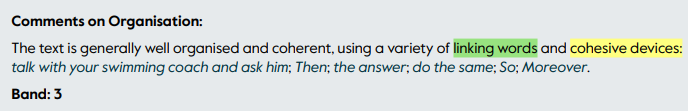 Comments on Organisation:
The text is generally well organised and coherent, using a variety of linking words and cohesive devices:
talk with your swimming coach and ask him; Then; the answer; do the same; So; Moreover.
Band: 3